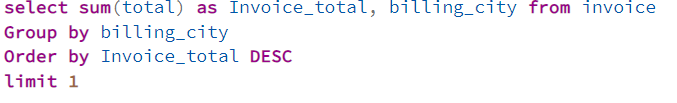 select sum(total) as Invoice_total, billing_city from invoice
Group by billing_city
Order by Invoice_total DESC
limit 1